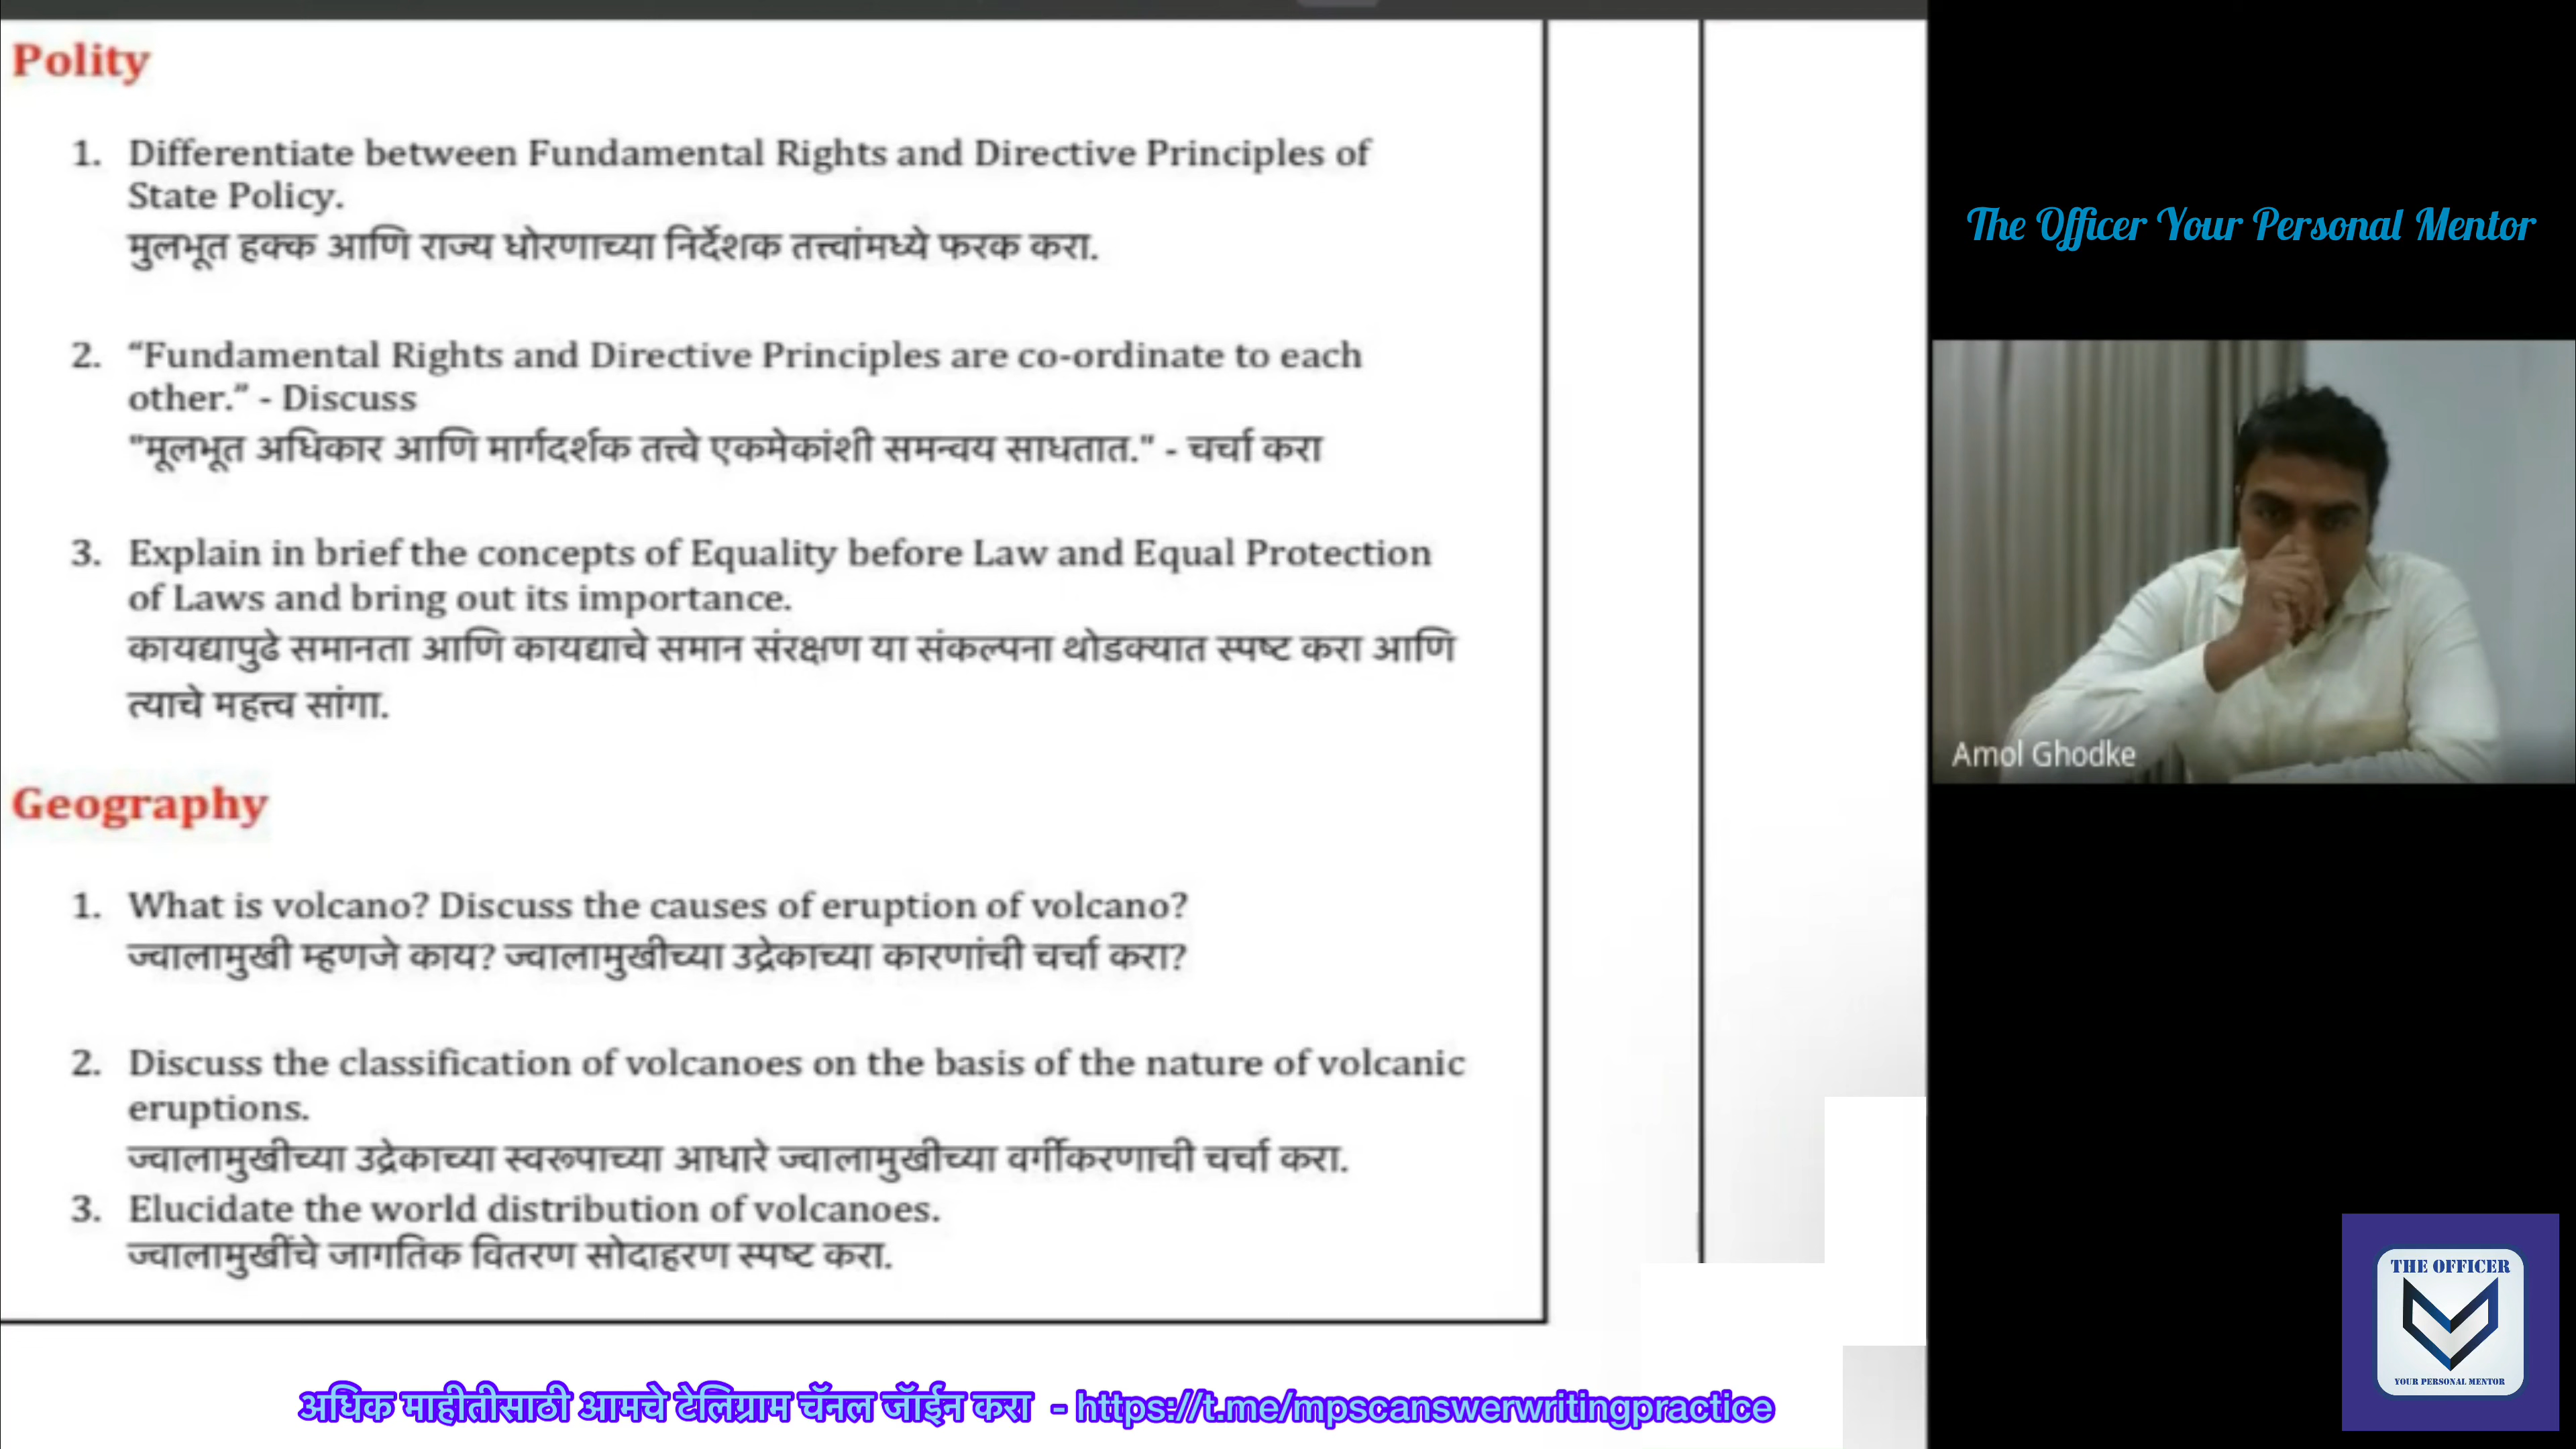 Polity
1. Differentiate between Fundamental Rights and Directive Principles of
State Policy.
मुलभूत हक्क आणि राज्य धोरणाच्या निर्देशक तत्त्वांमध्ये फरक करा.
2. “Fundamental Rights and Directive Principles are co-ordinate to each
other.” - Discuss
"मूलभूत अधिकार आणि मार्गदर्शक तत्त्वे एकमेकांशी समन्वय साधतात." - चर्चा करा
3. Explain in brief the concepts of Equality before Law and Equal Protection
of Laws and bring out its importance.
कायद्यापुढे समानता आणि कायद्याचे समान संरक्षण या संकल्पना थोडक्यात स्पष्ट करा आणि
त्याचे महत्त्व सांगा.
Geography
1. What is volcano? Discuss the causes of eruption of volcano?
ज्वालामुखी म्हणजे काय? ज्वालामुखीच्या उद्रेकाच्या कारणांची चर्चा करा?
2. Discuss the classification of volcanoes on the basis of the nature of volcanic
eruptions.
ज्वालामुखीच्या उद्रेकाच्या स्वरूपाच्या आधारे ज्वालामुखीच्या वर्गीकरणाची चर्चा करा.
3. Elucidate the world distribution of volcanoes.
ज्वालामुखींचे जागतिक वितरण सोदाहरण स्पष्ट करा.
अधिक माहीतीसाठी आमचे टेलिग्राम चॅनल जॉईन करा - https://t.me/mpscanswerwritingpractice
The Officer Your Personal Mentor
Amol Ghodke
THE OFFICER
YOUR PERSONAL MENTOR